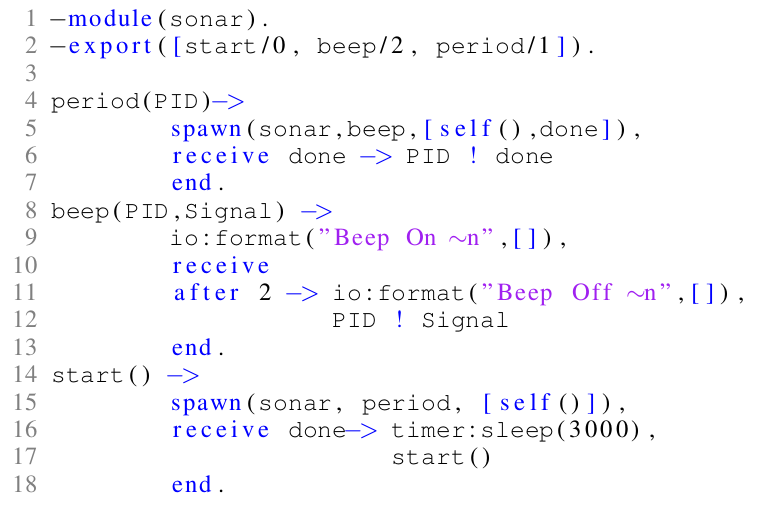 1 −module(sonar).
2 −export([start/0, beep/2, period/1]).
3
4 period(PID)−>
5 spawn(sonar,beep,[self(),done]),
6 receive done −> PID ! done
7 end.
8 beep(PID,Signal) −>
9 io:format("Beep On ~n",[]),
10 receive
11 after 2 −> io:format("Beep Off ~n",[]),
12 PID ! Signal
13 end.
14 start() −>
15 spawn(sonar, period, [self()]),
16 receive done−> timer:sleep(3000),
17 start()
18 end.